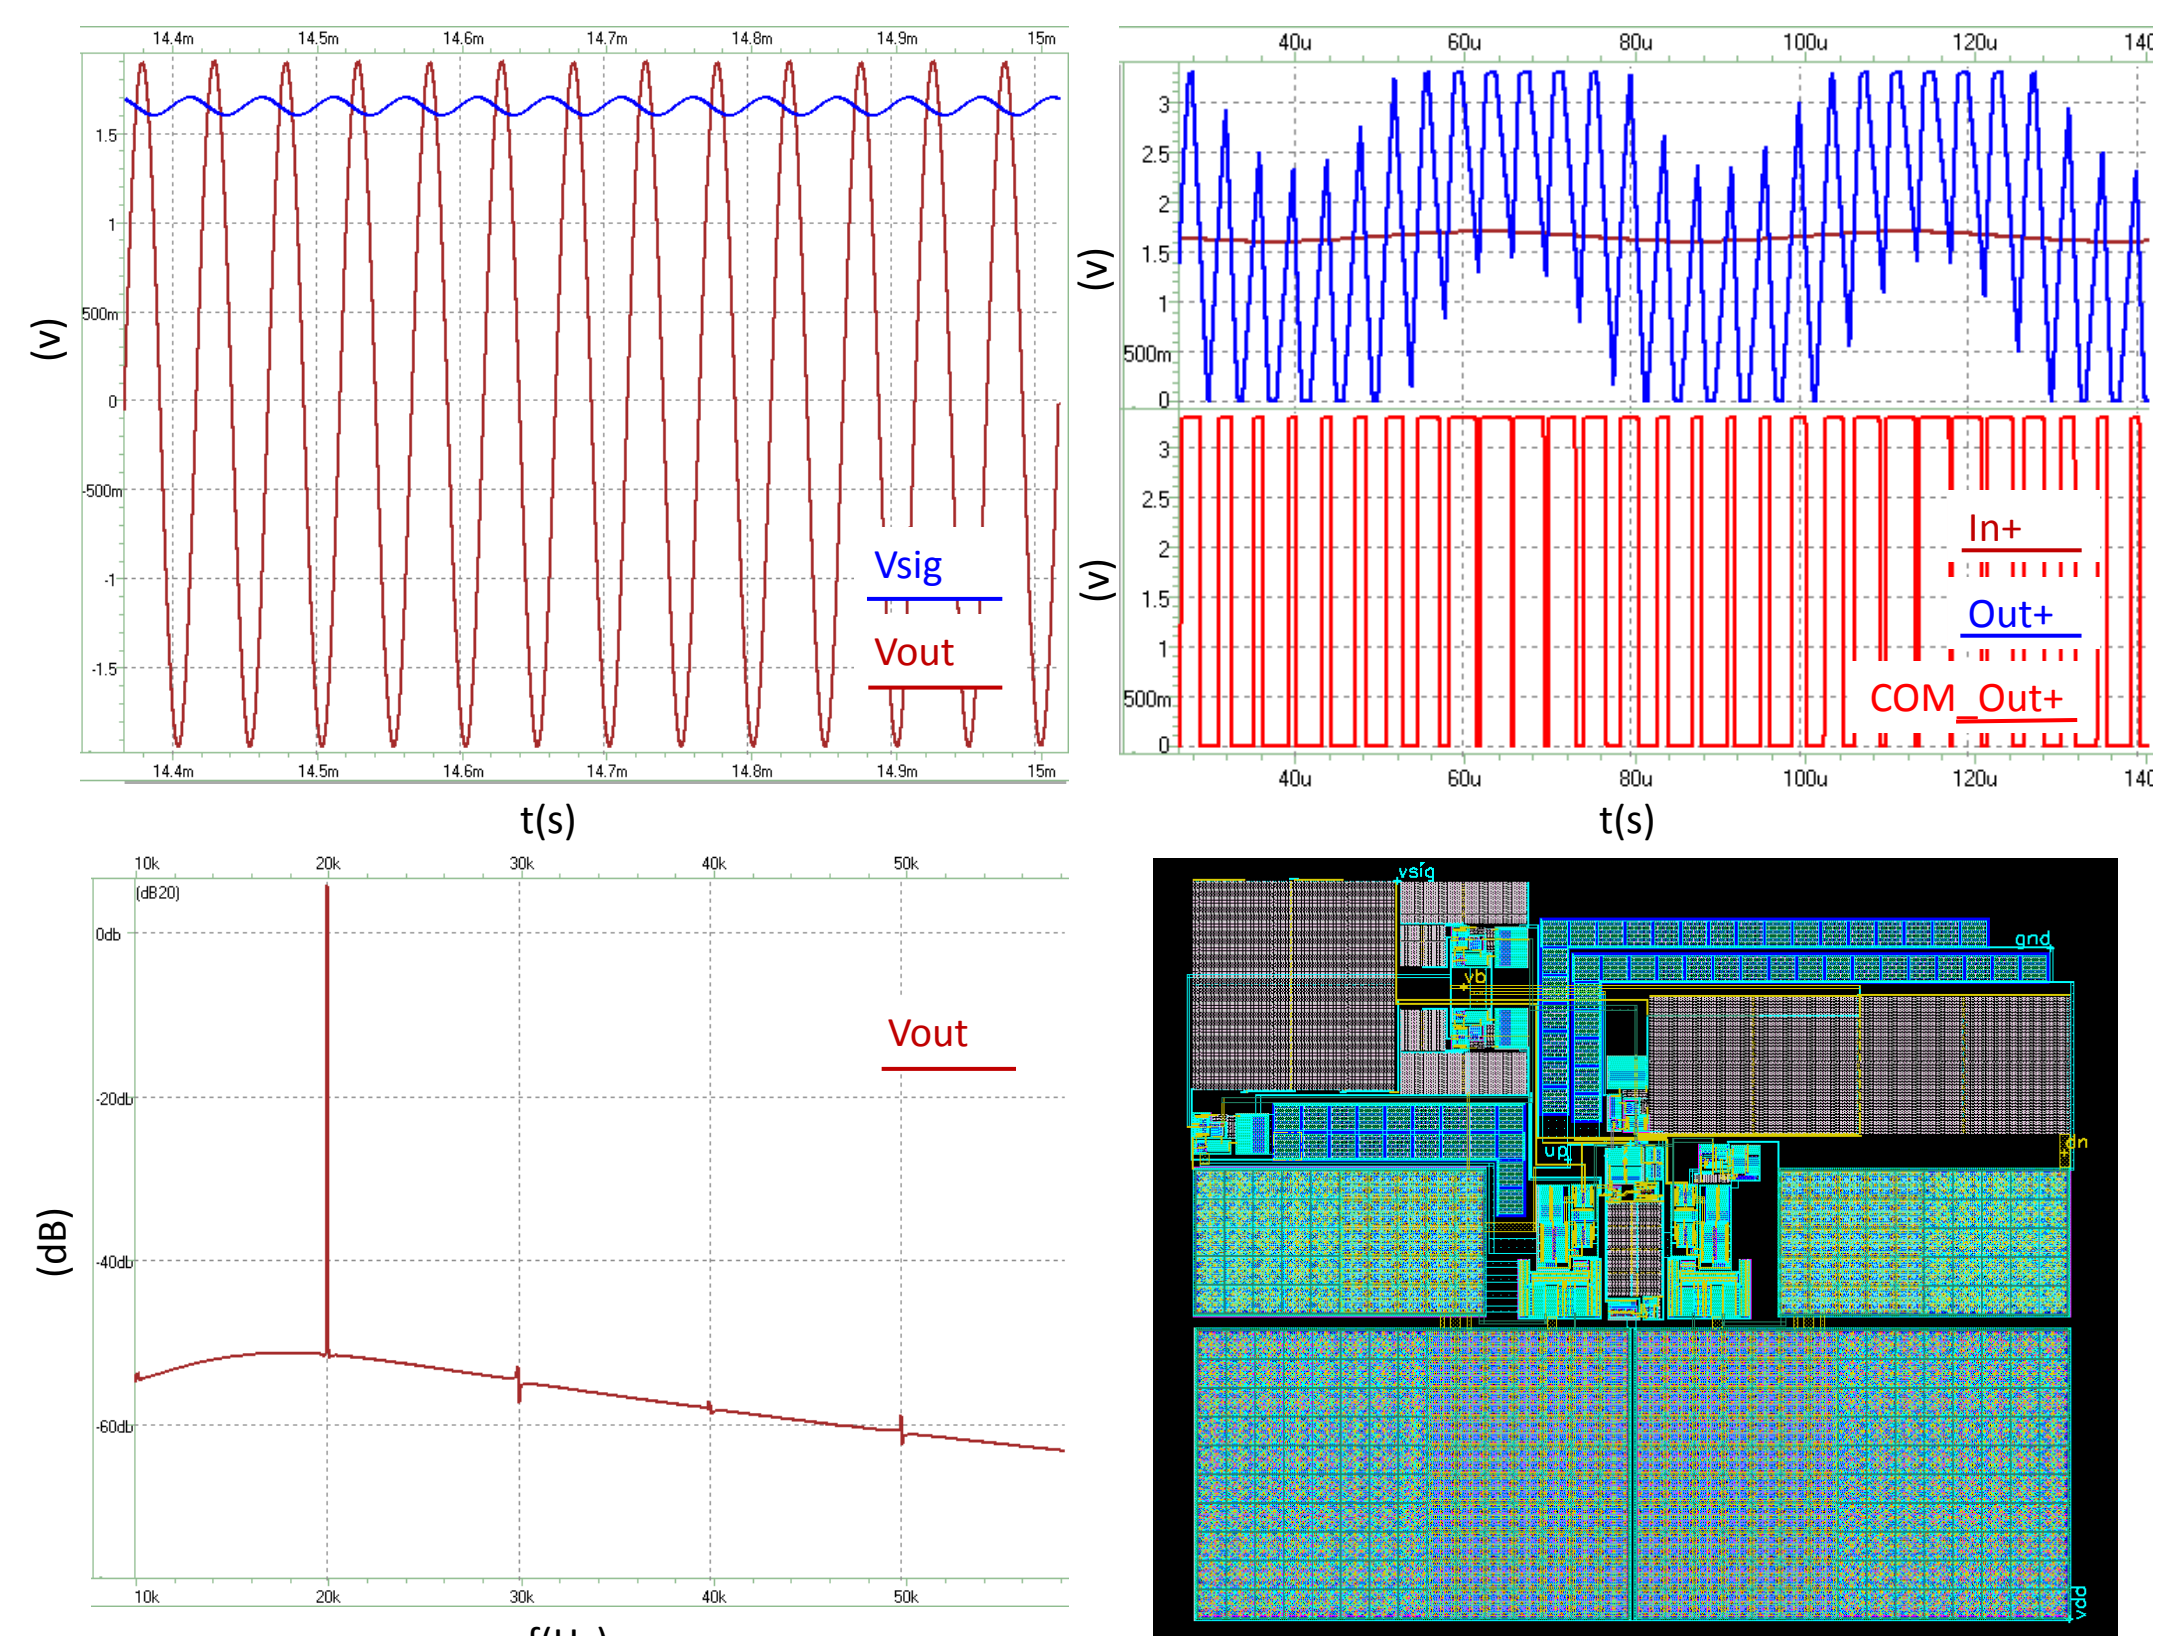 14.4m 14.5m 14.6m 14.7m 14.8m 14.9m 15m
1.5
1
500m
0
-500m
-1
-1.5
(v)
Vsig
Vout
14.4m 14.5m 14.6m 14.7m 14.8m 14.9m 15m
t(s)
40u 60u 80u 100u 120u 140
3
2.5
2
1.5
1
500m
0
(v)
3
2.5
2
1.5
1
500m
0
(v)
In+
Out+
COM_Out+
40u 60u 80u 100u 120u 140
t(s)
10k 20k 30k 40k 50k
(dB20)
0db
-20db
-40db
-60db
(dB)
Vout
10k 20k 30k 40k 50k
vsig
gnd
vb
up
dn
vdd